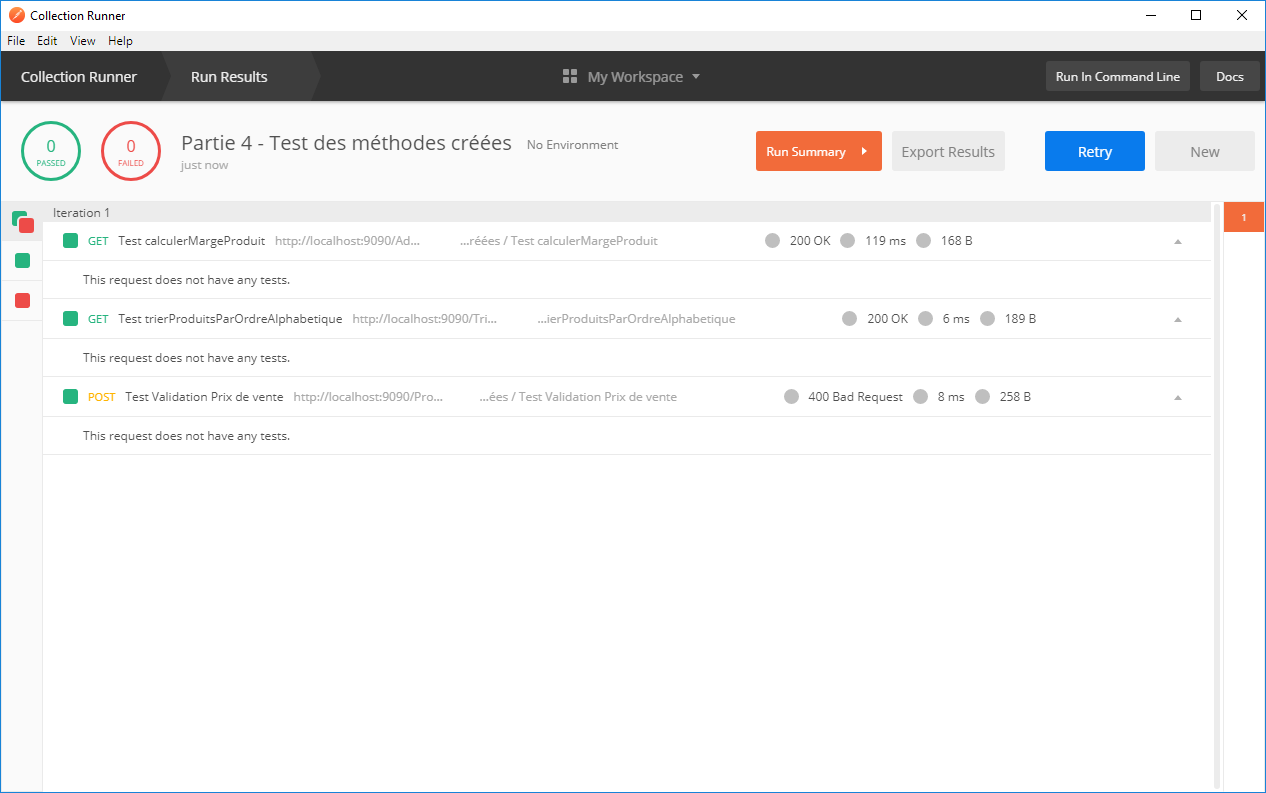 Collection Runner
File Edit View Help
Collection Runner Run Results My Workspace Run In Command Line Docs
0 PASSED
0 FAILED
Partie 4 - Test des méthodes créées No Environment
just now
Run Summary Export Results Retry New
Iteration 1
1
GET Test calculerMargeProduit http://localhost:9090/Ad... ...réées / Test calculerMargeProduit 200 OK 119 ms 168 B
This request does not have any tests.
GET Test trierProduitsParOrdreAlphabetique http://localhost:9090/Tri... ...ierProduitsParOrdreAlphabetique 200 OK 6 ms 189 B
This request does not have any tests.
POST Test Validation Prix de vente http://localhost:9090/Pro... ...ées / Test Validation Prix de vente 400 Bad Request 8 ms 258 B
This request does not have any tests.